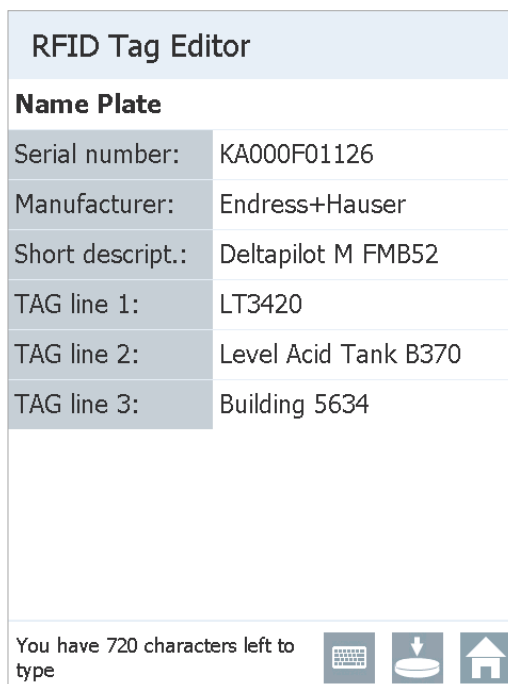 RFID Tag Editor
Name Plate
Serial number: KA000F01126
Manufacturer: Endress+Hauser
Short descript.: Deltapilot M FMB52
TAG line 1: LT3420
TAG line 2: Level Acid Tank B370
TAG line 3: Building 5634
You have 720 characters left to
type